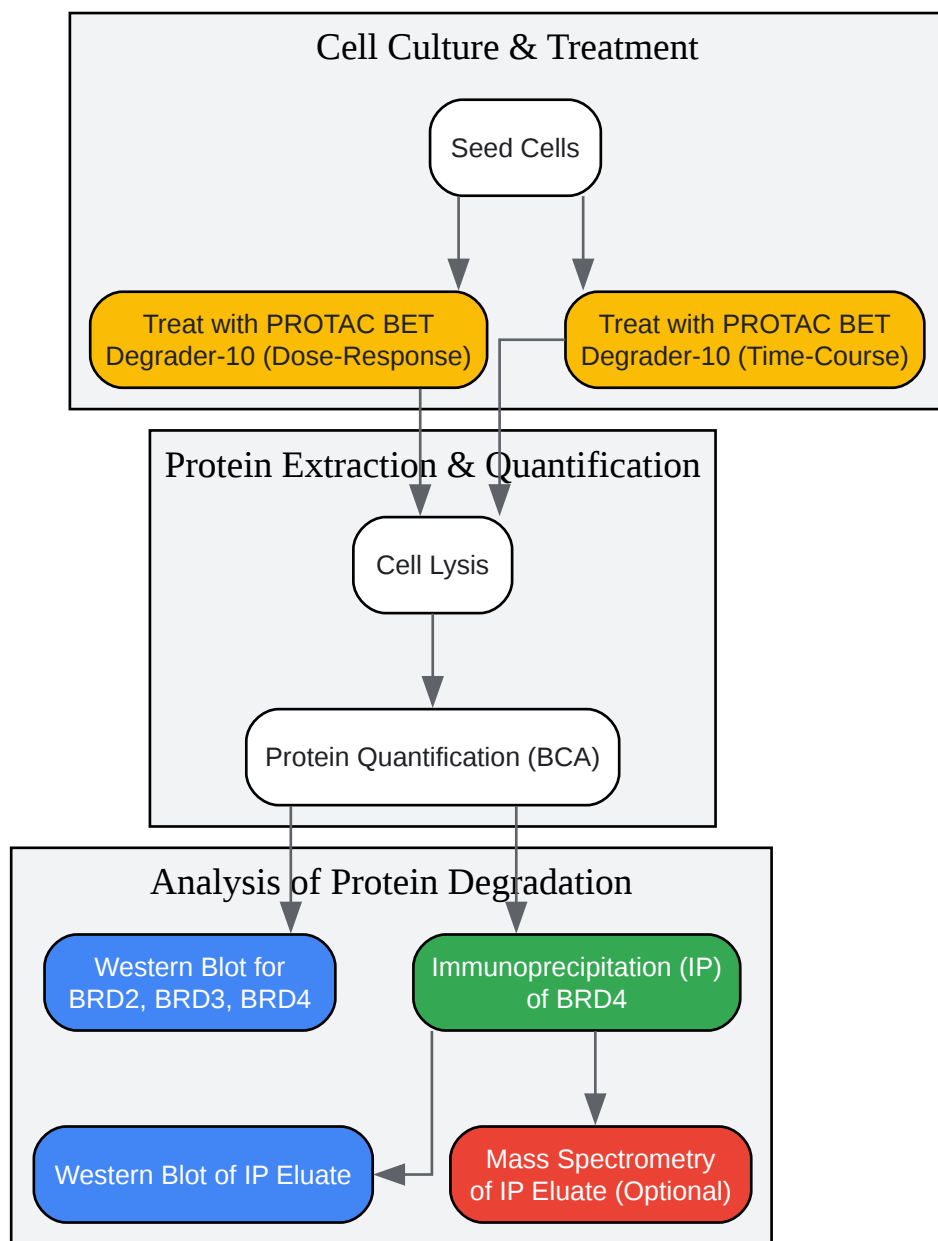 Cell Culture & Treatment
Seed Cells
Treat with PROTAC BET
Degrader-10 (Dose-Response)
Treat with PROTAC BET
Degrader-10 (Time-Course)
Protein Extraction & Quantification
Cell Lysis
Protein Quantification (BCA)
Analysis of Protein Degradation
Western Blot for
BRD2, BRD3, BRD4
Immunoprecipitation (IP)
of BRD4
Western Blot of IP Eluate
Mass Spectrometry
of IP Eluate (Optional)